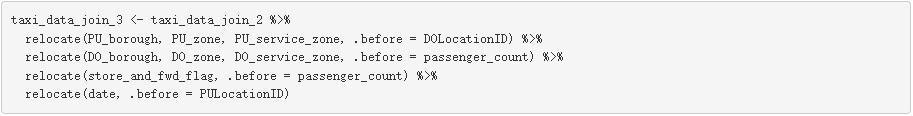 taxi_data_join_3 <- taxi_data_join_2 %>%
  relocate(PU_borough, PU_zone, PU_service_zone, .before = DOLocationID) %>%
  relocate(DO_borough, DO_zone, DO_service_zone, .before = passenger_count) %>%
  relocate(store_and_fwd_flag, .before = passenger_count) %>%
  relocate(date, .before = PULocationID)